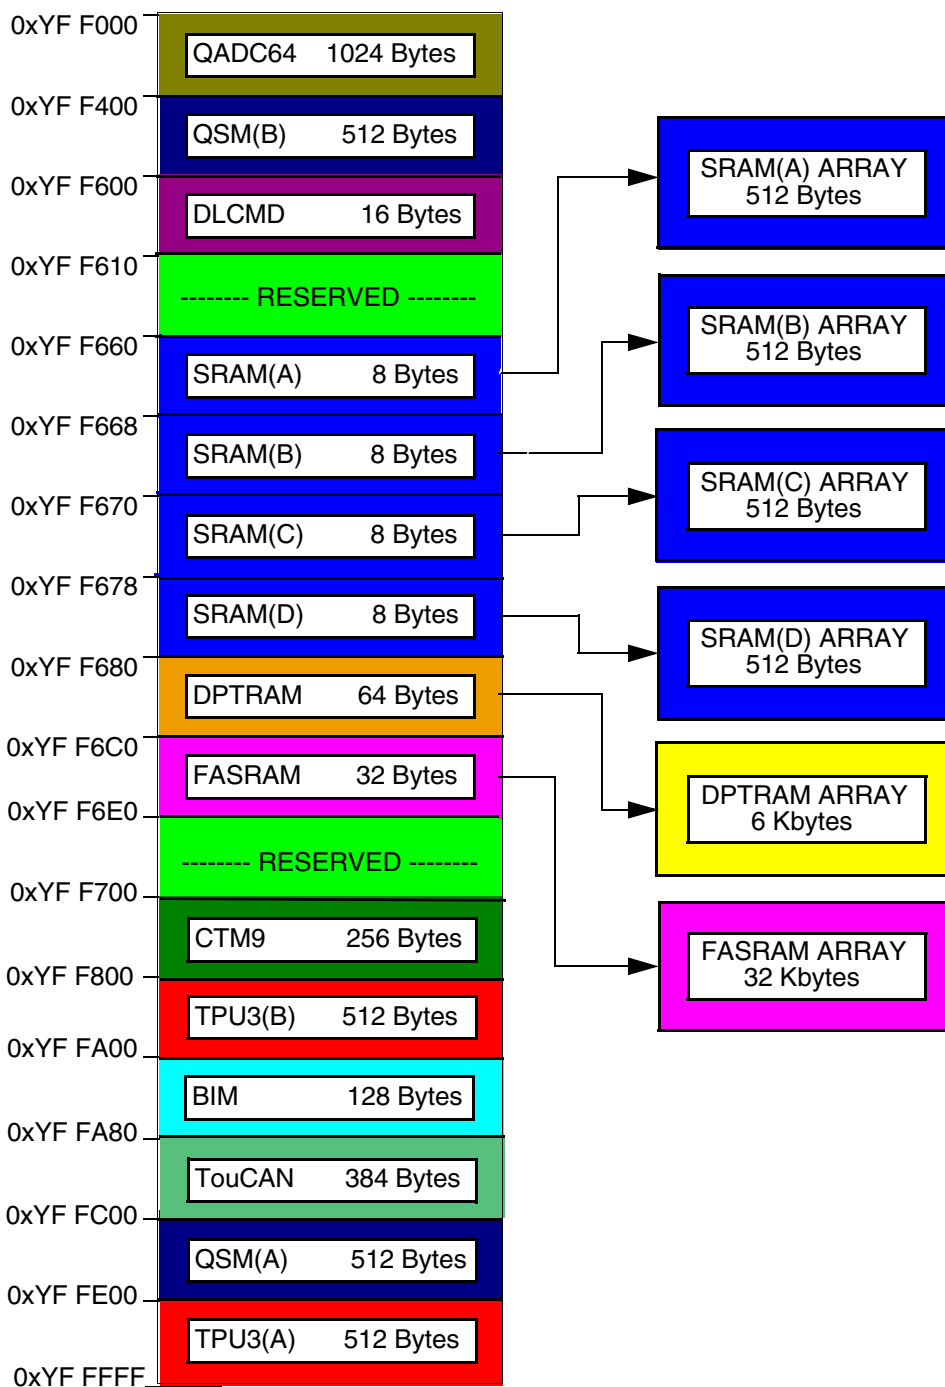 0xYF F000
QADC64 1024 Bytes
0xYF F400
QSM(B) 512 Bytes
0xYF F600
DLCMD 16 Bytes
0xYF F610
-------- RESERVED --------
0xYF F660
SRAM(A) 8 Bytes
0xYF F668
SRAM(B) 8 Bytes
0xYF F670
SRAM(C) 8 Bytes
0xYF F678
SRAM(D) 8 Bytes
0xYF F680
DPTRAM 64 Bytes
0xYF F6C0
FASRAM 32 Bytes
0xYF F6E0
-------- RESERVED --------
0xYF F700
CTM9 256 Bytes
0xYF F800
TPU3(B) 512 Bytes
0xYF FA00
BIM 128 Bytes
0xYF FA80
TouCAN 384 Bytes
0xYF FC00
QSM(A) 512 Bytes
0xYF FE00
TPU3(A) 512 Bytes
0xYF FFFF
SRAM(A) ARRAY
512 Bytes
SRAM(B) ARRAY
512 Bytes
SRAM(C) ARRAY
512 Bytes
SRAM(D) ARRAY
512 Bytes
DPTRAM ARRAY
6 Kbytes
FASRAM ARRAY
32 Kbytes